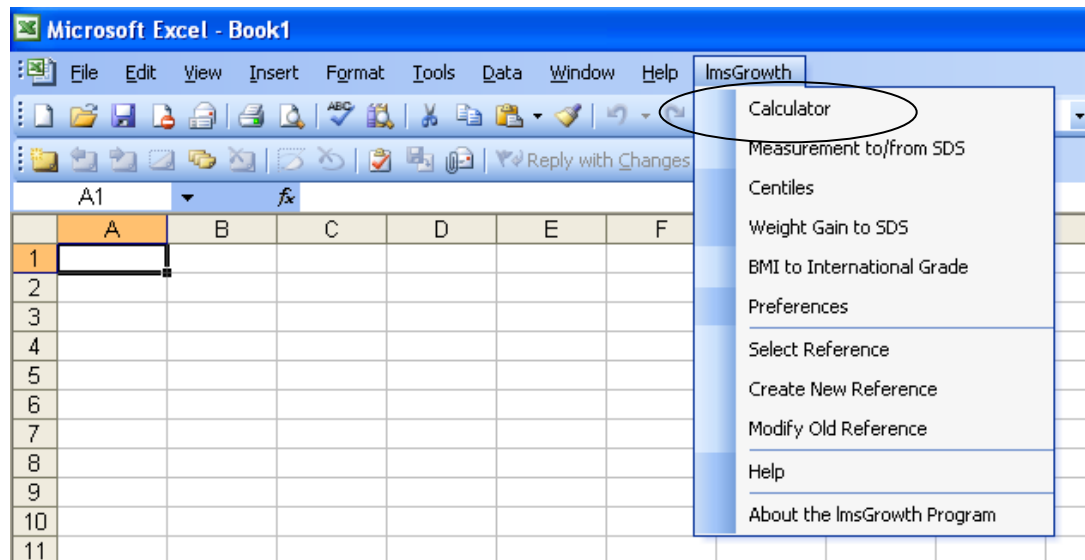 Microsoft Excel - Book1
File Edit View Insert Format Tools Data Window Help lmsGrowth
Calculator
Measurement to/from SDS
Reply with Changes
Centiles
A1 fx
Weight Gain to SDS
A B C D E F
BMI to International Grade
Preferences
Select Reference
Create New Reference
Modify Old Reference
Help
About the lmsGrowth Program
1
2
3
4
5
6
7
8
9
10
11